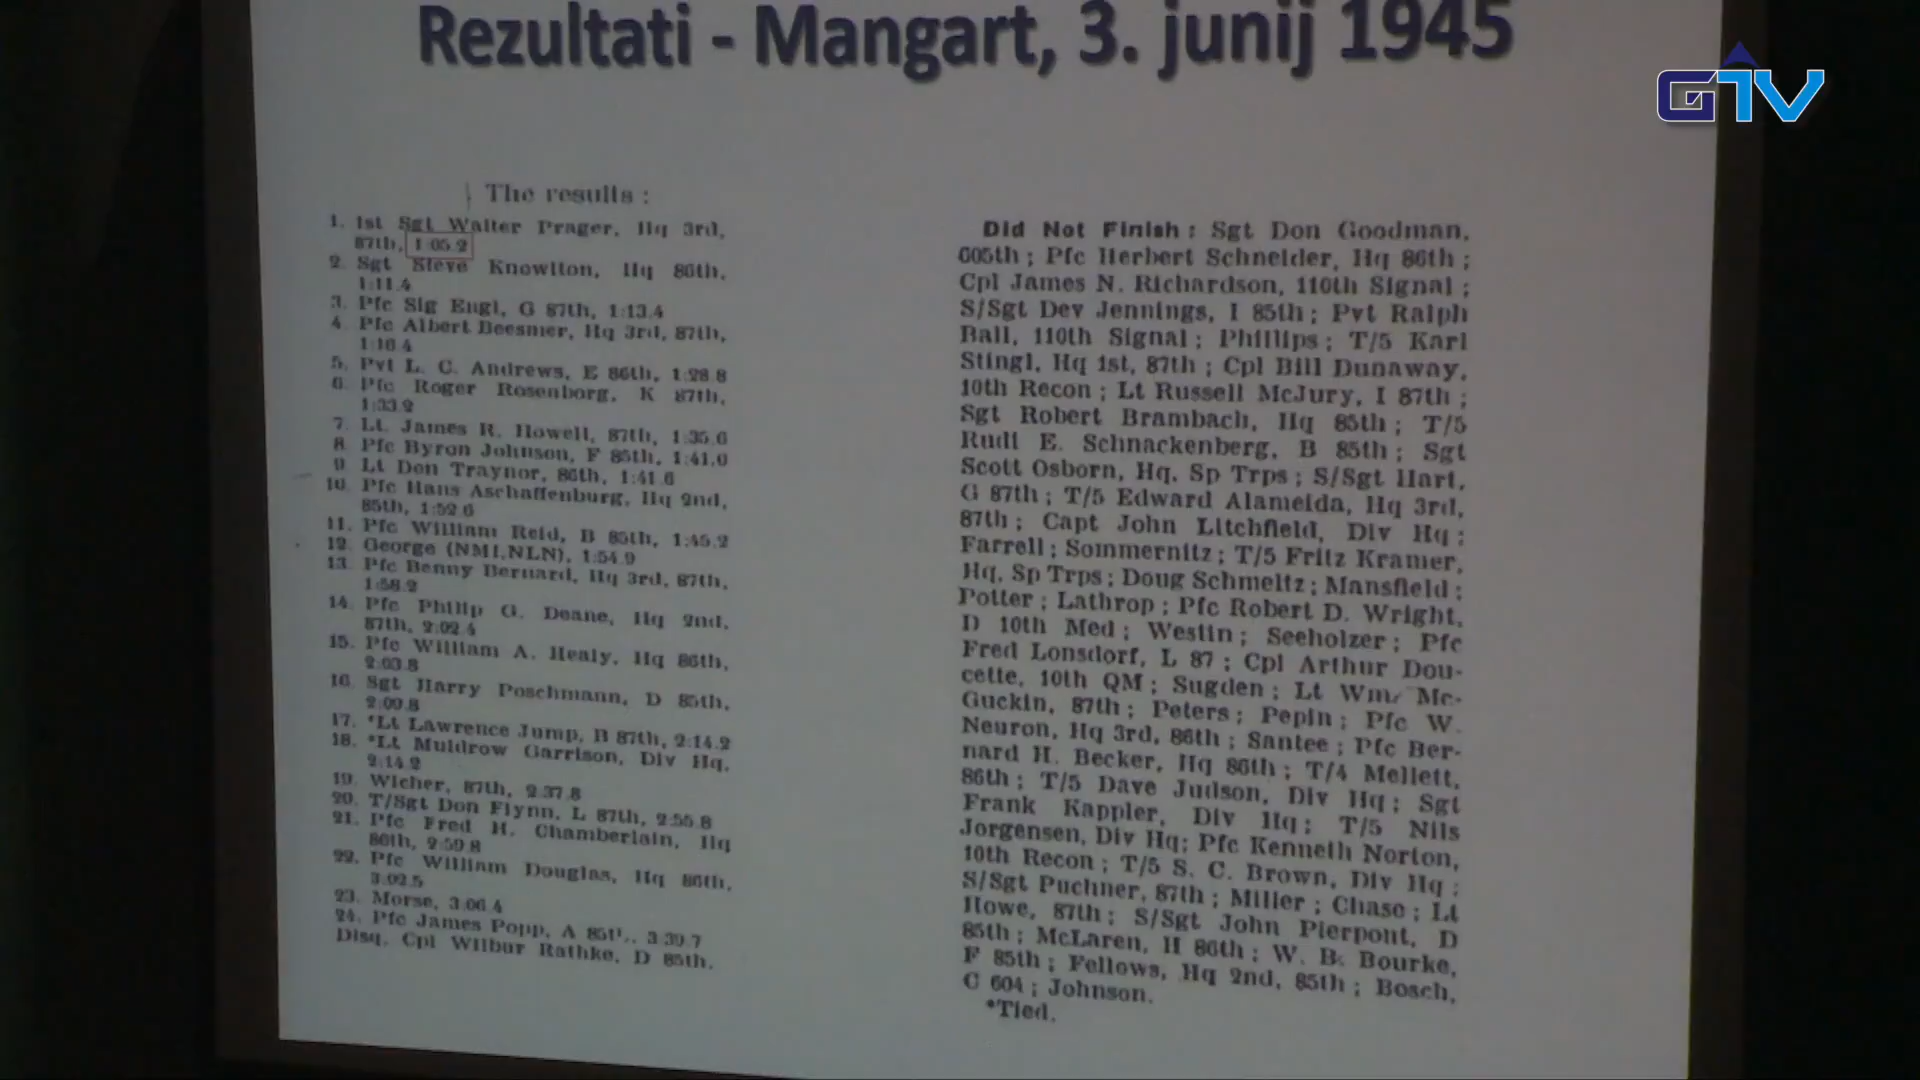 Rezultati - Mangart, 3. junij 1945
GTV
The results :
1. 1st Sgt Walter Prager, Hq 3rd,
87th, 1:05.2
2. Sgt Steve Knowlton, Hq 86th,
1:11.4
3. Pfc Sig Engl, G 87th, 1:13.4
4. Pfc Albert Beesmer, Hq 3rd, 87th,
1:16.4
5. Pvt L. C. Andrews, E 86th, 1:28.8
6. Pfc Roger Rosenborg, K 87th,
1:33.2
7. Lt. James R. Howell, 87th, 1:35.6
8. Pfc Byron Johnson, F 85th, 1:41.0
9. Lt Don Traynor, 86th, 1:41.6
10. Pfc Hans Aschaffenburg, Hq 2nd,
85th, 1:52.6
11. Pfc William Reid, B 85th, 1:45.2
12. George (NMI,NLN), 1:54.9
13. Pfc Benny Bernard, Hq 3rd, 87th,
1:58.2
14. Pfc Philip G. Deane, Hq 2nd,
87th, 2:02.4
15. Pfc William A. Healy, Hq 86th,
2:03.8
16. Sgt Harry Poschmann, D 85th,
2:09.8
17. *Lt Lawrence Jump, B 87th, 2:14.2
18. *Lt Muldrow Garrison, Div Hq,
2:14.2
19. Wicher, 87th, 2:37.8
20. T/Sgt Don Flynn, L 87th, 2:55.8
21. Pfc Fred H. Chamberlain, Hq
86th, 2:59.8
22. Pfc William Douglas, Hq 86th,
3:02.5
23. Morse, 3:06.4
24. Pfc James Popp, A 85th, 3:39.7
Disq, Cpl Wilbur Rathke, D 85th.
Did Not Finish : Sgt Don Goodman,
605th ; Pfc Herbert Schneider, Hq 86th ;
Cpl James N. Richardson, 110th Signal ;
S/Sgt Dev Jennings, I 85th ; Pvt Ralph
Ball, 110th Signal ; Phillips ; T/5 Karl
Stingl, Hq 1st, 87th ; Cpl Bill Dunaway,
10th Recon ; Lt Russell McJury, I 87th ;
Sgt Robert Brambach, Hq 85th ; T/5
Rudi E. Schnackenberg, B 85th ; Sgt
Scott Osborn, Hq, Sp Trps ; S/Sgt Hart,
G 87th ; T/5 Edward Alameida, Hq 3rd,
87th ; Capt John Litchfield, Div Hq ;
Farrell ; Sommernitz ; T/5 Fritz Kramer,
Hq, Sp Trps ; Doug Schmeltz ; Mansfield ;
Potter ; Lathrop ; Pfc Robert D. Wright,
D 10th Med ; Westin ; Seeholzer ; Pfc
Fred Lonsdorf, L 87 ; Cpl Arthur Dou-
cette, 10th QM ; Sugden ; Lt Wm. Mc-
Guckin, 87th ; Peters ; Pepin ; Pfc W.
Neuron, Hq 3rd, 86th ; Santee ; Pfc Ber-
nard H. Becker, Hq 86th ; T/4 Mellett,
86th ; T/5 Dave Judson, Div Hq ; Sgt
Frank Kappler, Div Hq ; T/5 Nils
Jorgensen, Div Hq; Pfc Kenneth Norton,
10th Recon ; T/5 S. C. Brown, Div Hq ;
S/Sgt Puchner, 87th ; Miller ; Chase ; Lt
Howe, 87th ; S/Sgt John Pierpont, D
85th ; McLaren, H 86th ; W. B. Bourke,
F 85th ; Fellows, Hq 2nd, 85th ; Bosch,
C 604 ; Johnson.
*Tied.